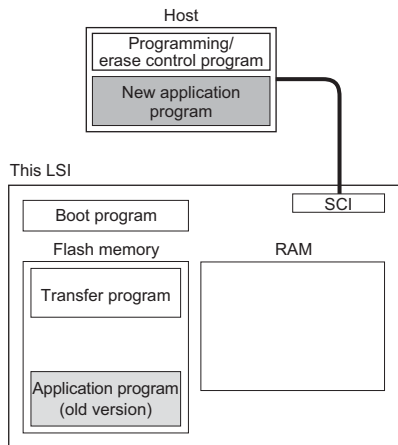 Host
Programming/
erase control program
New application
program
This LSI
SCI
Boot program
Flash memory
RAM
Transfer program
Application program
(old version)